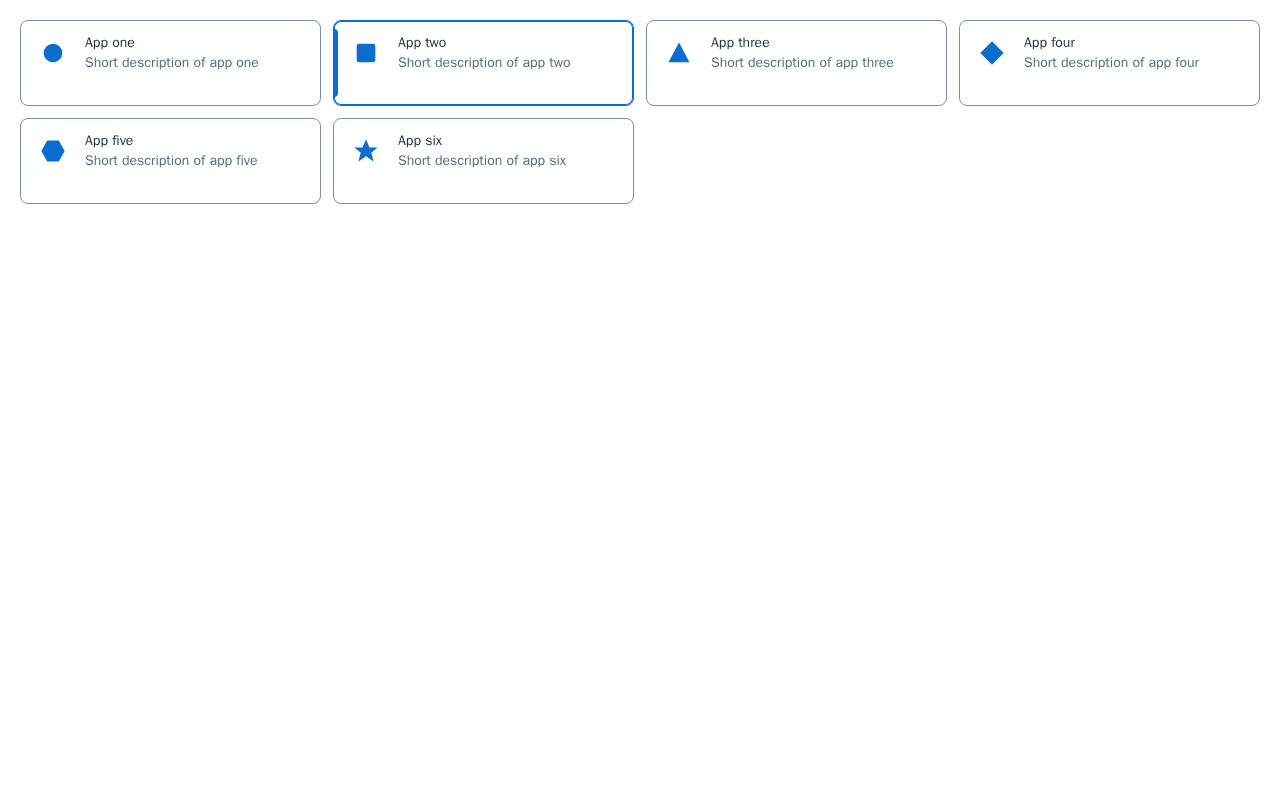 App one
Short description of app one
App two
Short description of app two
App three
Short description of app three
App four
Short description of app four
App five
Short description of app five
App six
Short description of app six